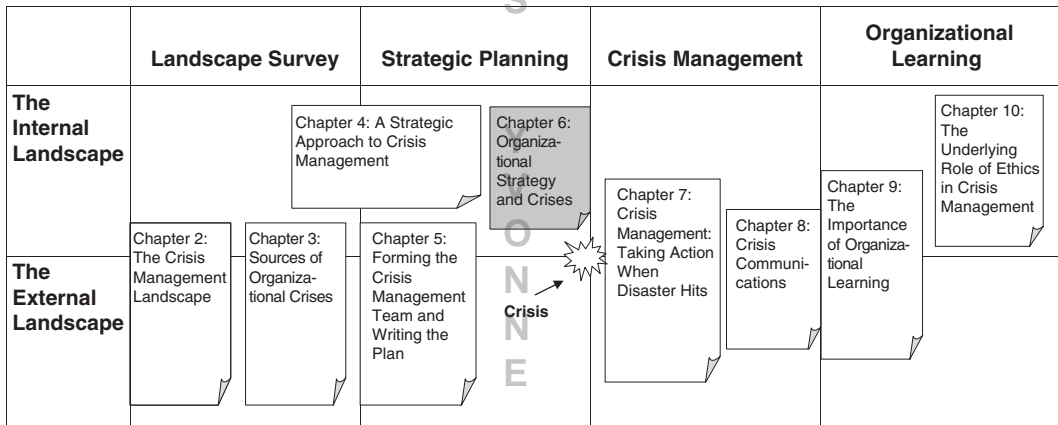 Landscape Survey
Strategic Planning
Crisis Management
Organizational
Learning
The
Internal
Landscape
Chapter 4: A Strategic
Approach to Crisis
Management
Chapter 6:
Organiza-
tional
Strategy
and Crises
Chapter 10:
The
Underlying
Role of Ethics
in Crisis
Management
Chapter 7:
Crisis
Management:
Taking Action
When
Disaster Hits
Chapter 8:
Crisis
Communi-
cations
Chapter 9:
The
Importance
of Organiza-
tional
Learning
The
External
Landscape
Chapter 2:
The Crisis
Management
Landscape
Chapter 3:
Sources of
Organiza-
tional Crises
Chapter 5:
Forming the
Crisis
Management
Team and
Writing the
Plan
Crisis
S
Y
V
O
N
N
E